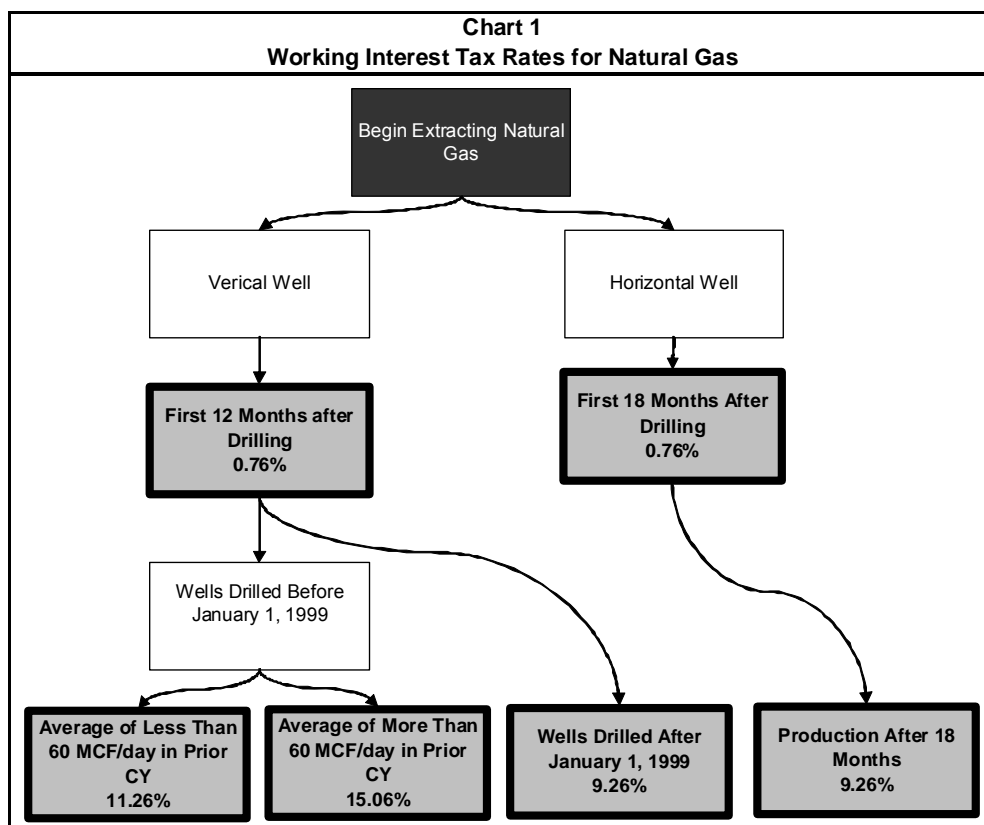 Chart 1
Working Interest Tax Rates for Natural Gas
Begin Extracting Natural
Gas
Verical Well
Horizontal Well
First 12 Months after
Drilling
0.76%
First 18 Months After
Drilling
0.76%
Wells Drilled Before
January 1, 1999
Average of Less Than
60 MCF/day in Prior
CY
11.26%
Average of More Than
60 MCF/day in Prior
CY
15.06%
Wells Drilled After
January 1, 1999
9.26%
Production After 18
Months
9.26%